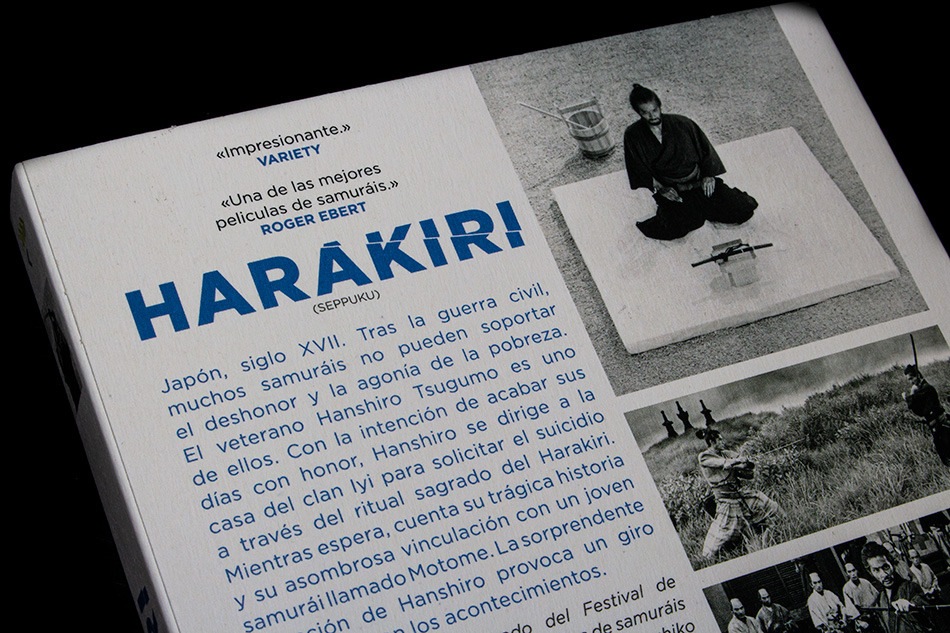 «Impresionante.»
VARIETY
«Una de las mejores
películas de samuráis.»
ROGER EBERT
HARAKIRI
(SEPPUKU)
Japón, siglo XVII. Tras la guerra civil,
muchos samuráis no pueden soportar
el deshonor y la agonía de la pobreza.
El veterano Hanshiro Tsugumo es uno
de ellos. Con la intención de acabar sus
días con honor, Hanshiro se dirige a la
casa del clan Iyi para solicitar el suicidio
a través del ritual sagrado del Harakiri.
Mientras espera, cuenta su trágica historia
y su asombrosa vinculación con un joven
samurái llamado Motome. La sorprendente
de Hanshiro provoca un giro
los acontecimientos.
del Festival de
de samuráis